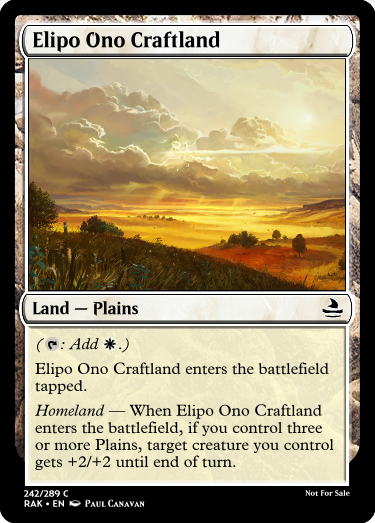 Elipo Ono Craftland
Land — Plains
(: Add .)
Elipo Ono Craftland enters the battlefield
tapped.
Homeland — When Elipo Ono Craftland
enters the battlefield, if you control three
or more Plains, target creature you control
gets +2/+2 until end of turn.
242/289 C
RAK • EN Paul Canavan
Not For Sale